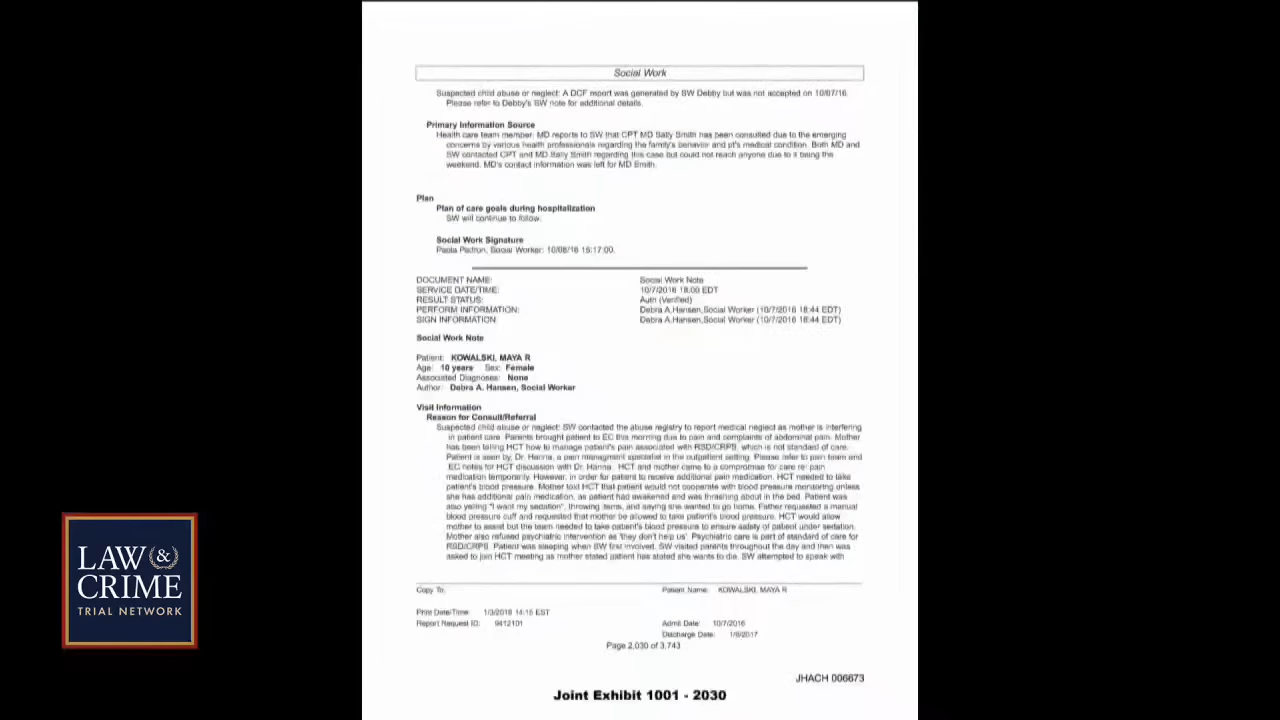 Social Work
Suspected child abuse or neglect: A DCF report was generated by SW Debby but was not accepted on 10/07/16.
Please refer to Debby's SW note for additional details.
Primary Information Source
Health care team member: MD reports to SW that CPT MD Sally Smith has been consulted due to the emerging
concerns by various health professionals regarding the family's behavior and pt's medical condition. Both MD and
SW contacted CPT and MD Sally Smith regarding this case but could not reach anyone due to it being the
weekend. MD's contact information was left for MD Smith.
Plan
Plan of care goals during hospitalization
SW will continue to follow.
Social Work Signature
Paola Pedron, Social Worker: 10/08/16 15:17:00.
DOCUMENT NAME: Social Work Note
SERVICE DATE/TIME: 10/7/2016 18:00 EDT
RESULT STATUS: Auth (Verified)
PERFORM INFORMATION: Debra A.Hansen,Social Worker (10/7/2016 18:44 EDT)
SIGN INFORMATION: Debra A.Hansen,Social Worker (10/7/2016 18:44 EDT)
Social Work Note
Patient: KOWALSKI, MAYA R
Age: 10 years Sex: Female
Associated Diagnoses: None
Author: Debra A. Hansen, Social Worker
Visit Information
Reason for Consult/Referral
Suspected child abuse or neglect: SW contacted the abuse registry to report medical neglect as mother is interfering
in patient care. Parents brought patient to EC this morning due to pain and complaints of abdominal pain. Mother
has been telling HCT how to manage patient's pain associated with RSD/CRPS, which is not standard of care.
Patient is seen by, Dr. Hanna, a pain managment specialist in the outpatient setting. Please refer to pain team and
EC notes for HCT discussion with Dr. Hanna. HCT and mother came to a compromise for care re: pain
medication temporarily. However, in order for patient to receive additional pain medication, HCT needed to take
patient's blood pressure. Mother told HCT that patient would not cooperate with blood pressure monitoring unless
she has additional pain medication, as patient had awakened and was thrashing about in the bed. Patient was
also yelling "I want my sedation", throwing items, and saying she wanted to go home. Father requested a manual
blood pressure cuff and requested that mother be allowed to take patient's blood pressure. HCT would allow
mother to assist but the team needed to take patient's blood pressure to ensure safety of patient under sedation.
Mother also refused psychiatric intervention as 'they don't help us'. Psychiatric care is part of standard of care for
RSD/CRPS. Patient was sleeping when SW first involved. SW visited parents throughout the day and then was
asked to join HCT meeting as mother stated patient has stated she wants to die. SW attempted to speak with
Copy To: Patient Name: KOWALSKI, MAYA R
Print Date/Time: 1/3/2018 14:15 EST
Report Request ID: 9412101 Admit Date: 10/7/2016
Discharge Date: 1/6/2017
Page 2,030 of 3,743
JHACH 006673
Joint Exhibit 1001 - 2030
LAW &
CRIME
TRIAL NETWORK